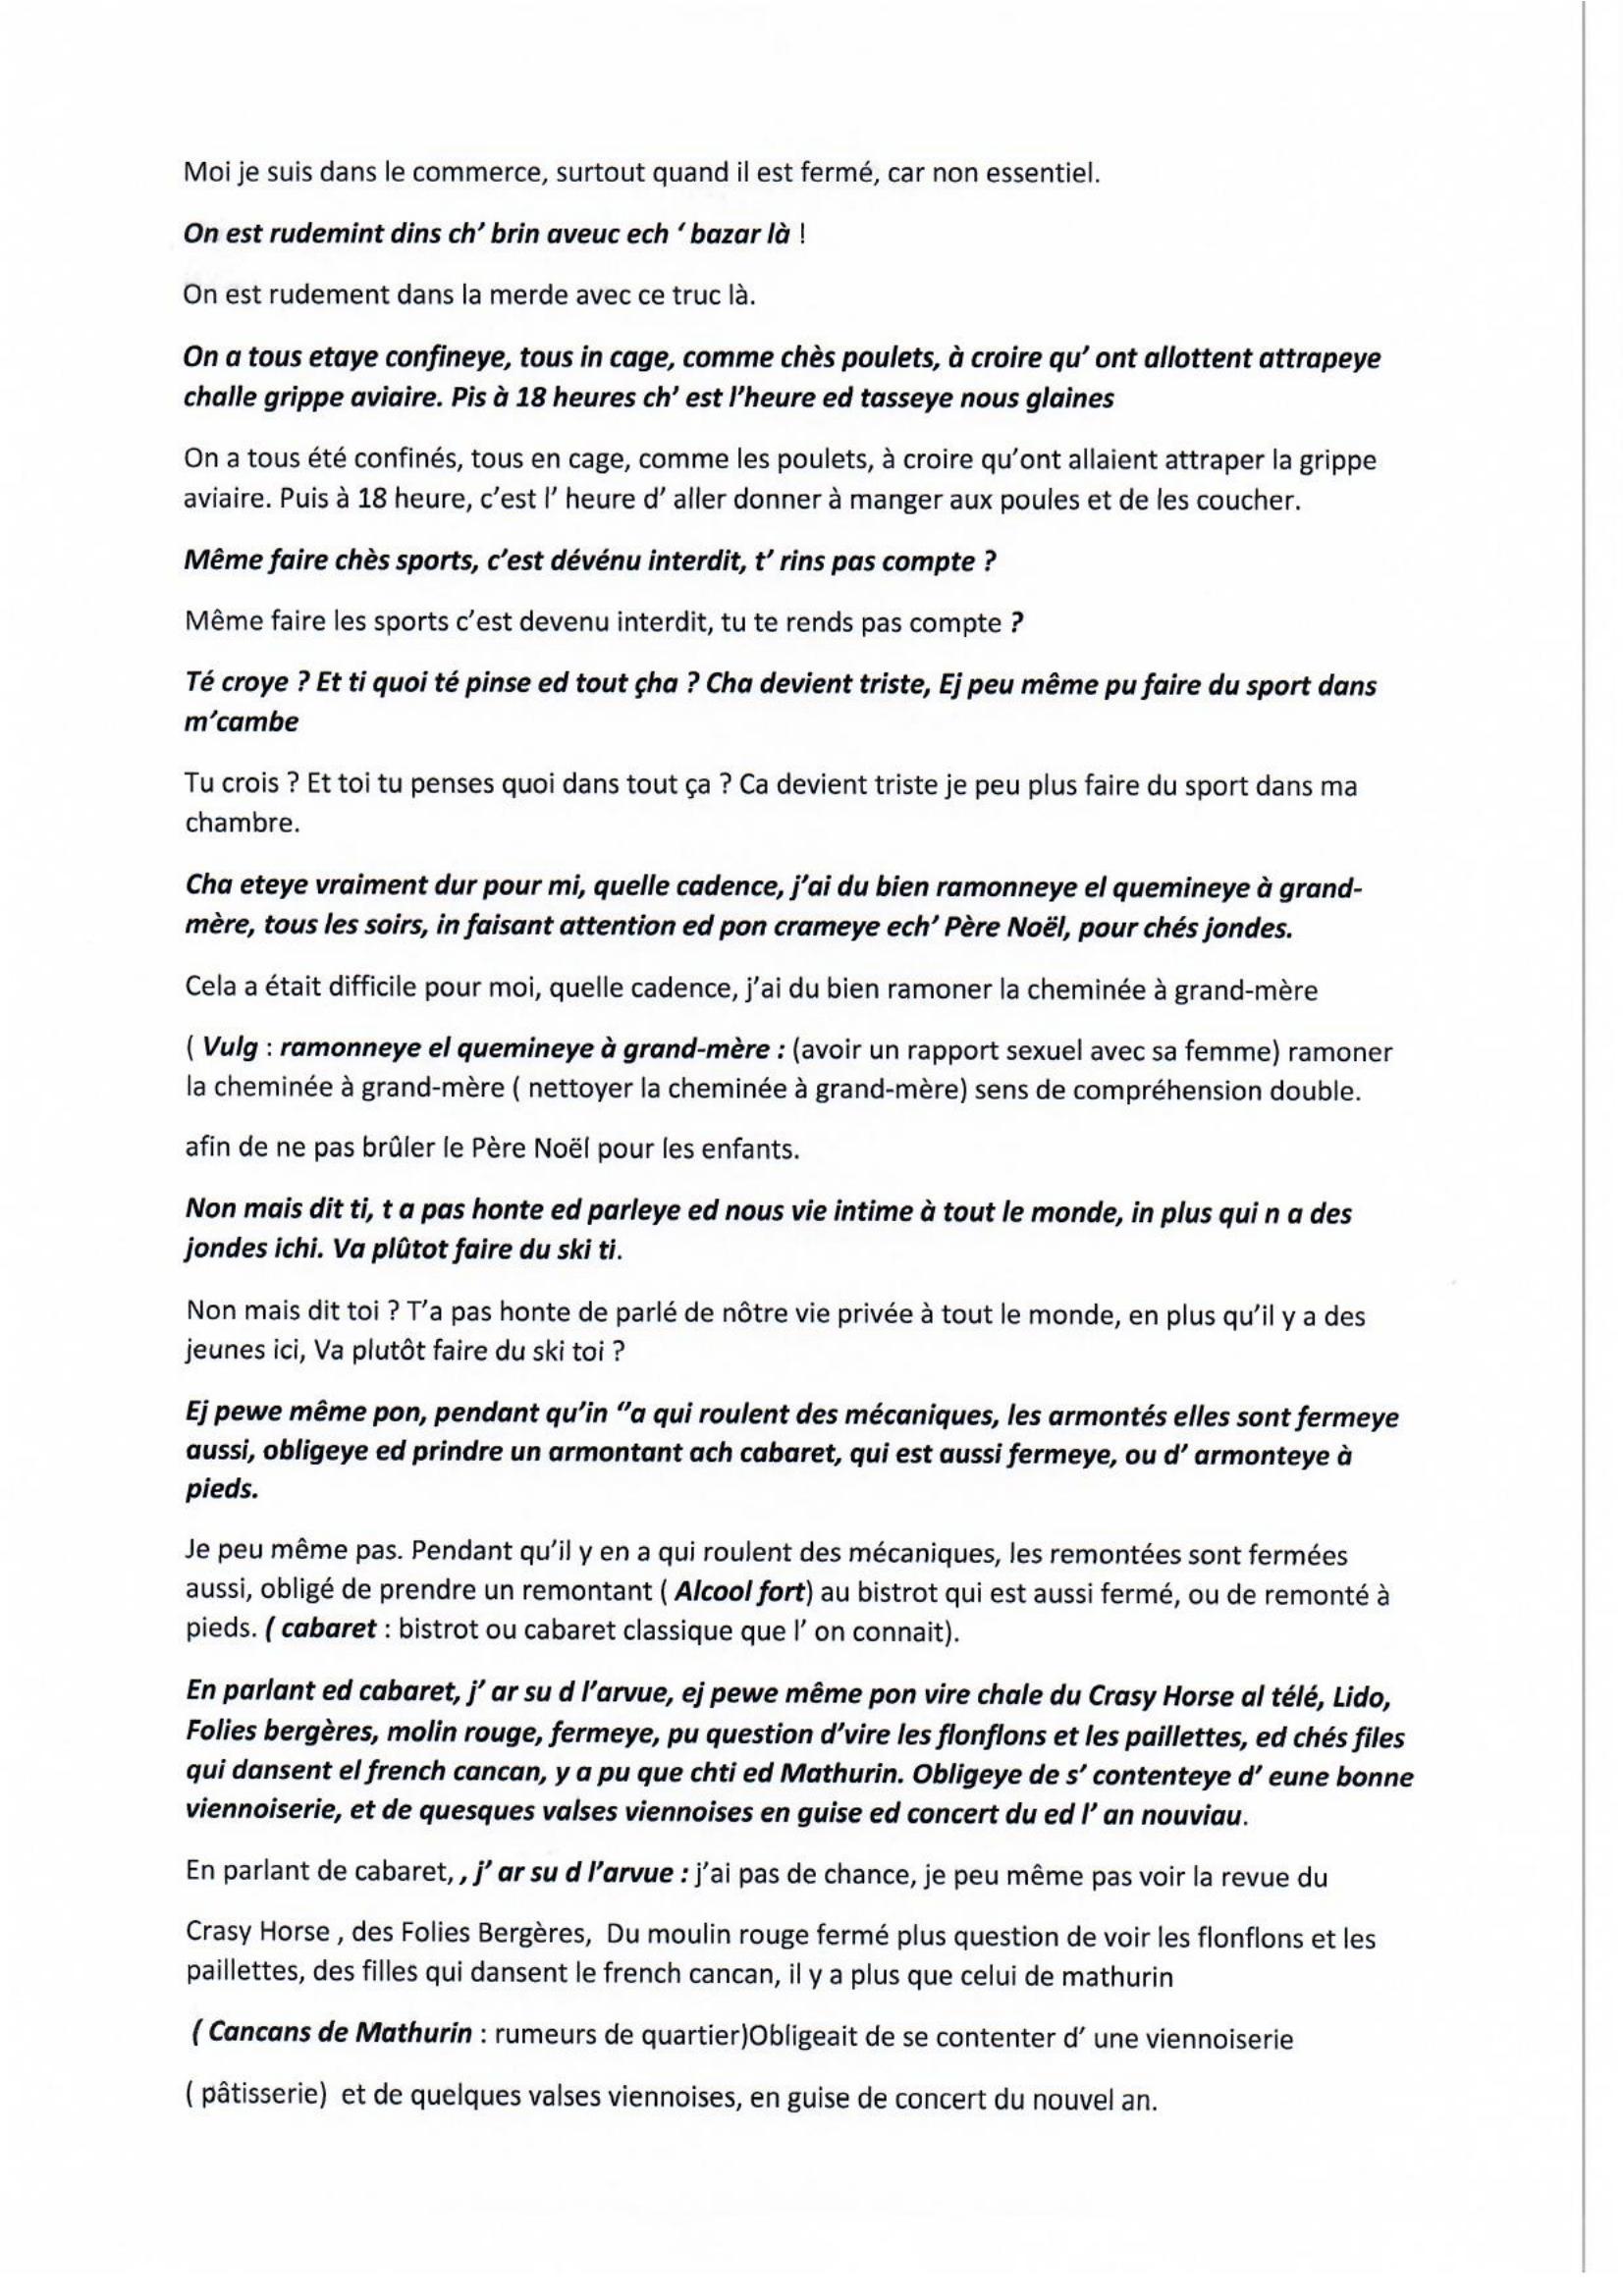 Moi je suis dans le commerce, surtout quand il est fermé, car non essentiel.
On est rudemint dins ch’ brin aveuc ech ‘ bazar là !
On est rudement dans la merde avec ce truc là.
On a tous etaye confineye, tous in cage, comme chès poulets, à croire qu’ ont allottent attrapeye
challe grippe aviaire. Pis à 18 heures ch’ est l’heure ed tasseye nous glaines
On a tous été confinés, tous en cage, comme les poulets, à croire qu’ont allaient attraper la grippe
aviaire. Puis à 18 heure, c’est l’ heure d’ aller donner à manger aux poules et de les coucher.
Même faire chès sports, c’est dévénu interdit, t’ rins pas compte ?
Même faire les sports c’est devenu interdit, tu te rends pas compte ?
Té croye ? Et ti quoi té pinse ed tout çha ? Cha devient triste, Ej peu même pu faire du sport dans
m’cambe
Tu crois ? Et toi tu penses quoi dans tout ça ? Ca devient triste je peu plus faire du sport dans ma
chambre.
Cha eteye vraiment dur pour mi, quelle cadence, j’ai du bien ramonneye el quemineye à grand-
mère, tous les soirs, in faisant attention ed pon crameye ech’ Père Noël, pour chés jondes.
Cela a était difficile pour moi, quelle cadence, j’ai du bien ramoner la cheminée à grand-mère
( Vulg : ramonneye el quemineye à grand-mère : (avoir un rapport sexuel avec sa femme) ramoner
la cheminée à grand-mère ( nettoyer la cheminée à grand-mère) sens de compréhension double.
afin de ne pas brûler le Père Noël pour les enfants.
Non mais dit ti, t a pas honte ed parleye ed nous vie intime à tout le monde, in plus qui n a des
jondes ichi. Va plûtot faire du ski ti.
Non mais dit toi ? T’a pas honte de parlé de nôtre vie privée à tout le monde, en plus qu’il y a des
jeunes ici, Va plutôt faire du ski toi ?
Ej pewe même pon, pendant qu’in ‘’a qui roulent des mécaniques, les armontés elles sont fermeye
aussi, obligeye ed prindre un armontant ach cabaret, qui est aussi fermeye, ou d’ armonteye à
pieds.
Je peu même pas. Pendant qu’il y en a qui roulent des mécaniques, les remontées sont fermées
aussi, obligé de prendre un remontant ( Alcool fort) au bistrot qui est aussi fermé, ou de remonté à
pieds. ( cabaret : bistrot ou cabaret classique que l’ on connait).
En parlant ed cabaret, j’ ar su d l’arvue, ej pewe même pon vire chale du Crasy Horse al télé, Lido,
Folies bergères, molin rouge, fermeye, pu question d’vire les flonflons et les paillettes, ed chés files
qui dansent el french cancan, y a pu que chti ed Mathurin. Obligeye de s’ contenteye d’ eune bonne
viennoiserie, et de quesques valses viennoises en guise ed concert du ed l’ an nouviau.
En parlant de cabaret, , j’ ar su d l’arvue : j’ai pas de chance, je peu même pas voir la revue du
Crasy Horse , des Folies Bergères, Du moulin rouge fermé plus question de voir les flonflons et les
paillettes, des filles qui dansent le french cancan, il y a plus que celui de mathurin
( Cancans de Mathurin : rumeurs de quartier)Obligeait de se contenter d’ une viennoiserie
( pâtisserie) et de quelques valses viennoises, en guise de concert du nouvel an.